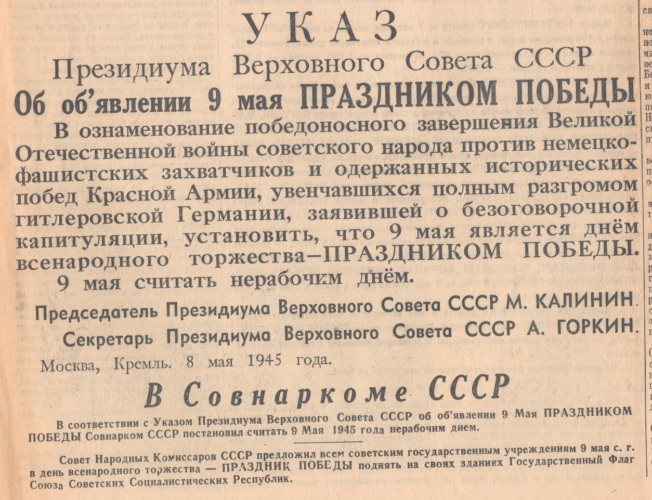 УКАЗ
Президиума Верховного Совета СССР
Об об'явлении 9 мая ПРАЗДНИКОМ ПОБЕДЫ
В ознаменование победоносного завершения Великой
Отечественной войны советского народа против немецко-
фашистских захватчиков и одержанных исторических
побед Красной Армии, увенчавшихся полным разгромом
гитлеровской Германии, заявившей о безоговорочной
капитуляции, установить, что 9 мая является днём
всенародного торжества—ПРАЗДНИКОМ ПОБЕДЫ.
9 мая считать нерабочим днём.
Председатель Президиума Верховного Совета СССР М. КАЛИНИН.
Секретарь Президиума Верховного Совета СССР А. ГОРКИН.
Москва, Кремль. 8 мая 1945 года.
В Совнаркоме СССР
В соответствии с Указом Президиума Верховного Совета СССР об об'явлении 9 Мая ПРАЗДНИКОМ
ПОБЕДЫ Совнарком СССР постановил считать 9 Мая 1945 года нерабочим днем.
Совет Народных Комиссаров СССР предложил всем советским государственным учреждениям 9 мая с. г.
в день всенародного торжества — ПРАЗДНИК ПОБЕДЫ поднять на своих зданиях Государственный Флаг
Союза Советских Социалистических Республик.